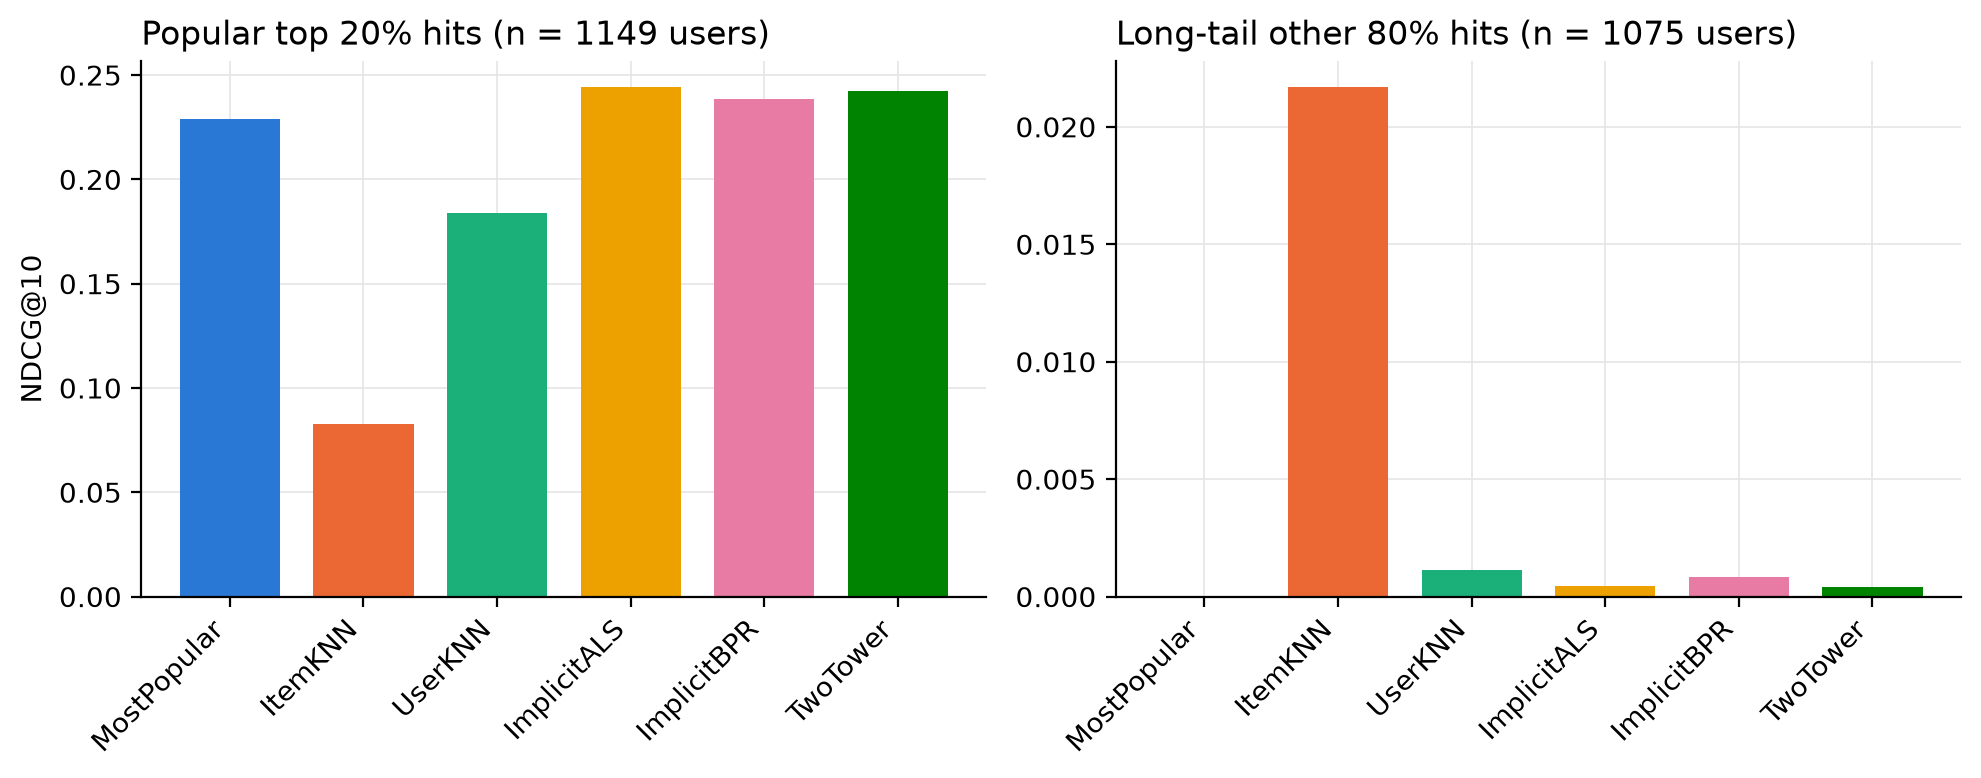 Popular top 20% hits (n = 1149 users)
NDCG@10
0.25
0.20
0.15
0.10
0.05
0.00
MostPopular
ItemKNN
UserKNN
ImplicitALS
ImplicitBPR
TwoTower
Long-tail other 80% hits (n = 1075 users)
0.020
0.015
0.010
0.005
0.000
MostPopular
ItemKNN
UserKNN
ImplicitALS
ImplicitBPR
TwoTower